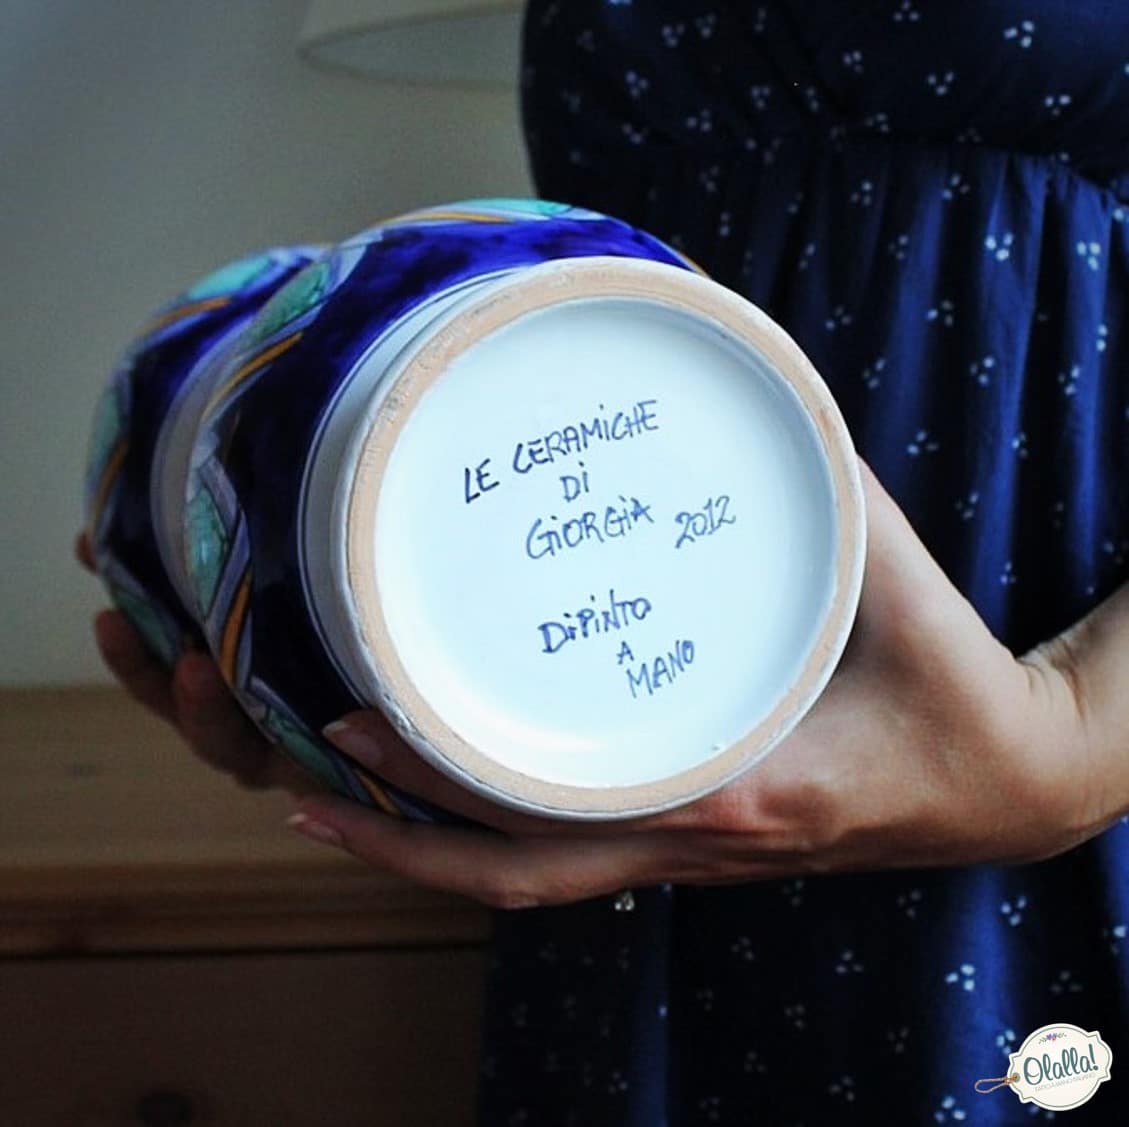 LE CERAMICHE
DI
GiORGiA 2012
DiPiNTO
A
MANO
Olalla!